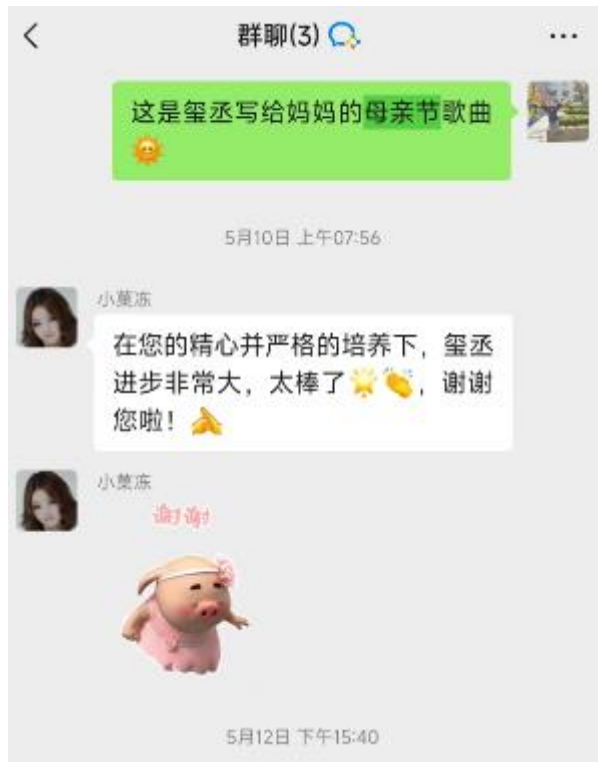 群聊(3)
这是玺丞写给妈妈的母亲节歌曲
5月10日 上午07:56
小萬冻
在您的精心并严格的培养下，玺丞
进步非常大，太棒了，谢谢
您啦！
小萬冻
谢谢
5月12日 下午15:40